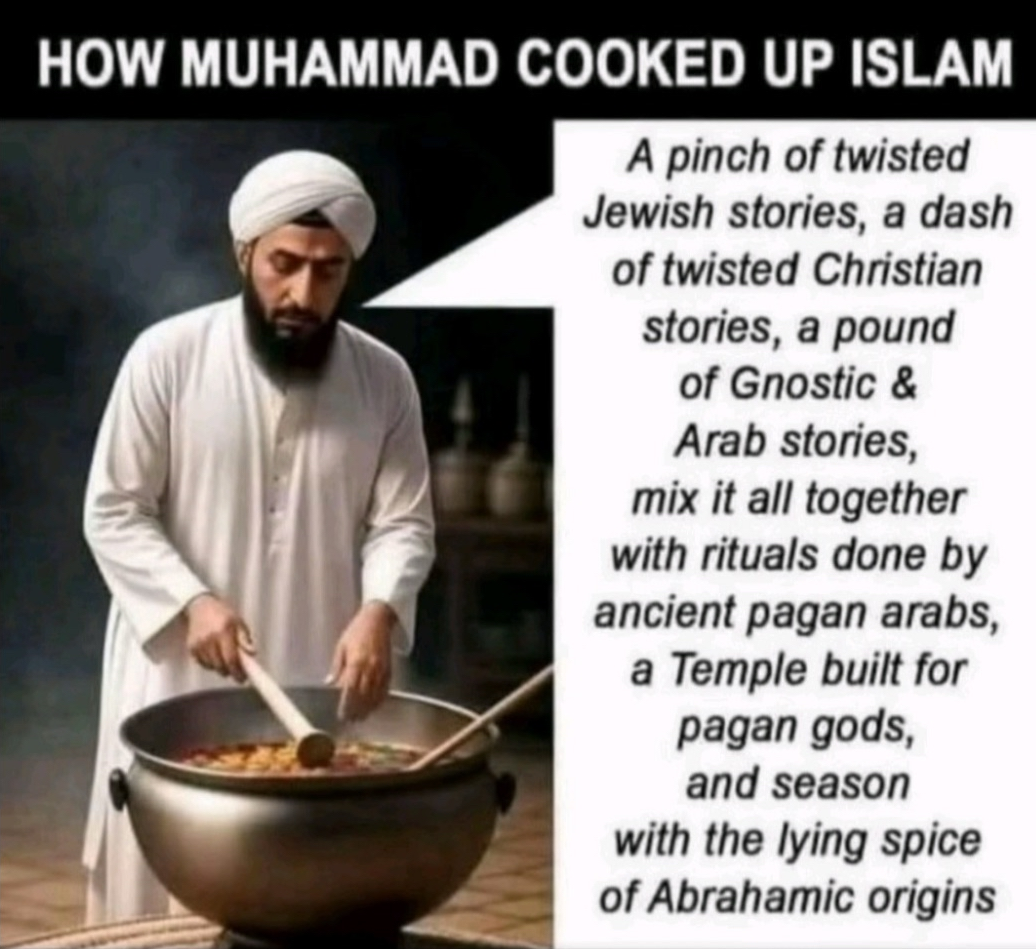 HOW MUHAMMAD COOKED UP ISLAM
A pinch of twisted
Jewish stories, a dash
of twisted Christian
stories, a pound
of Gnostic &
Arab stories,
mix it all together
with rituals done by
ancient pagan arabs,
a Temple built for
pagan gods,
and season
with the lying spice
of Abrahamic origins